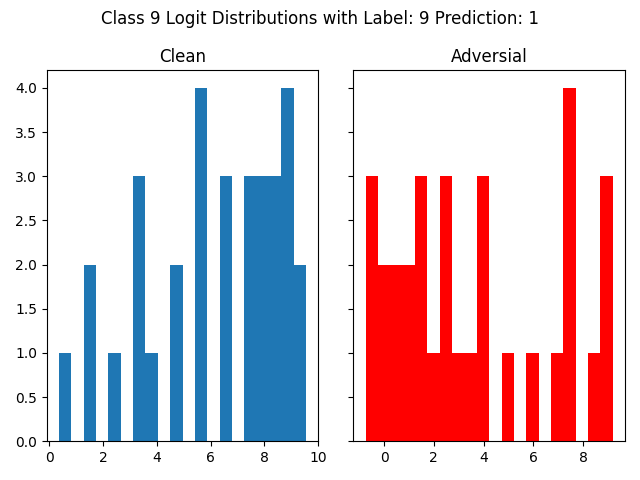 Class 9 Logit Distributions with Label: 9 Prediction: 1
Clean
Adversial
4.0
3.5
3.0
2.5
2.0
1.5
1.0
0.5
0.0
0 2 4 6 8 10
0 2 4 6 8